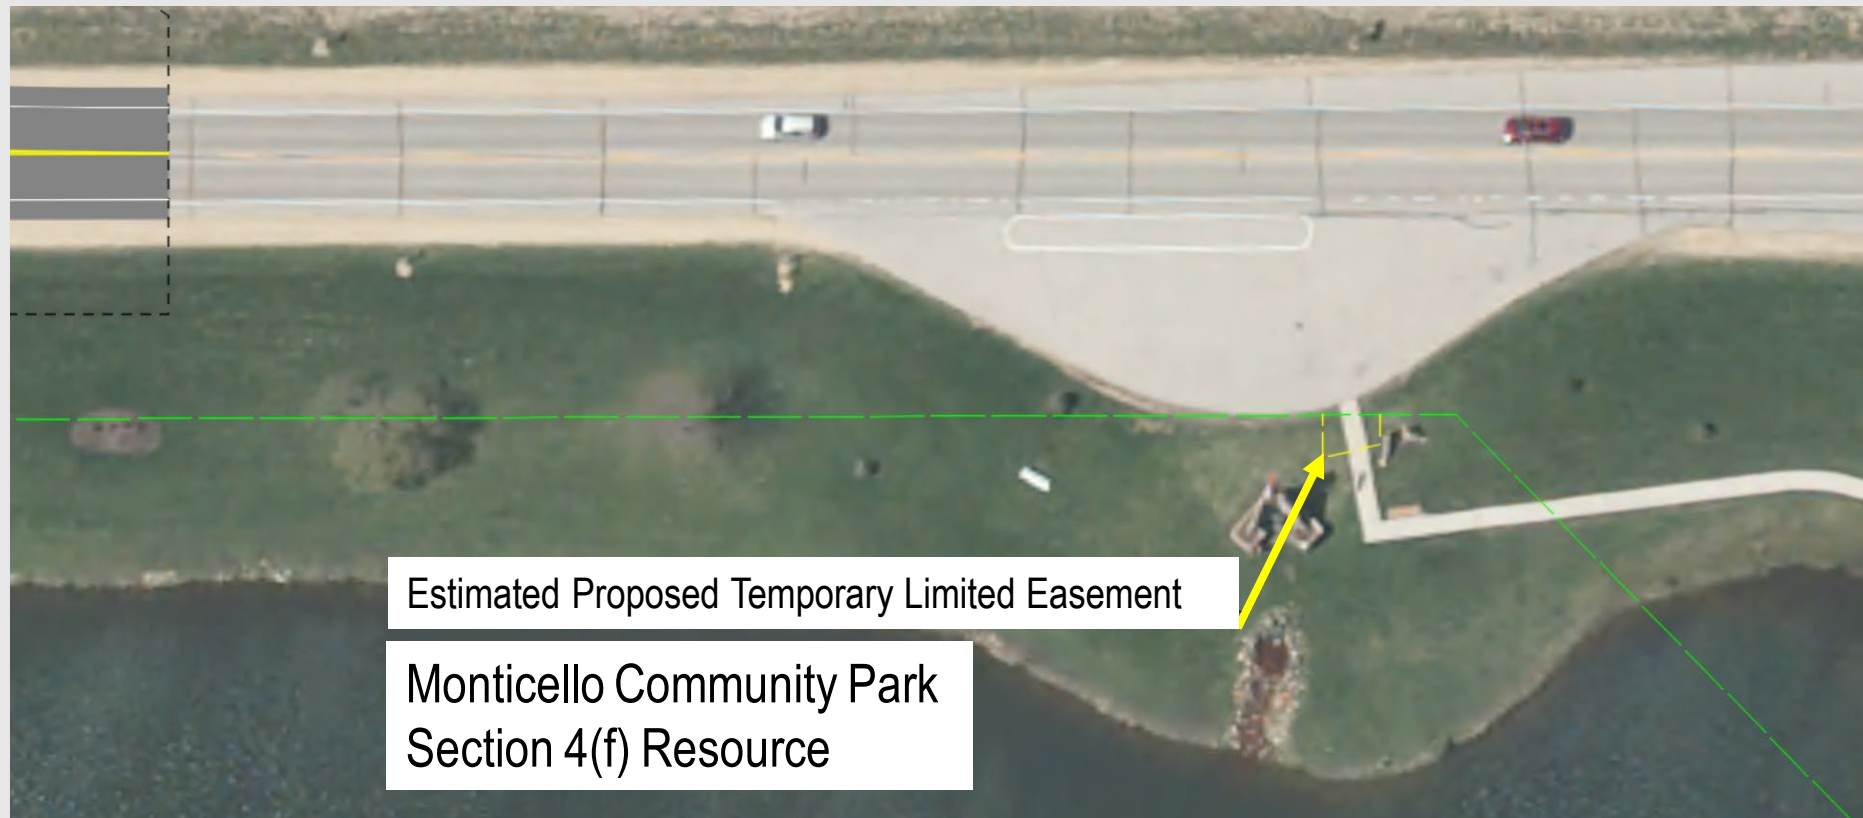 Estimated Proposed Temporary Limited Easement
Monticello Community Park
Section 4(f) Resource